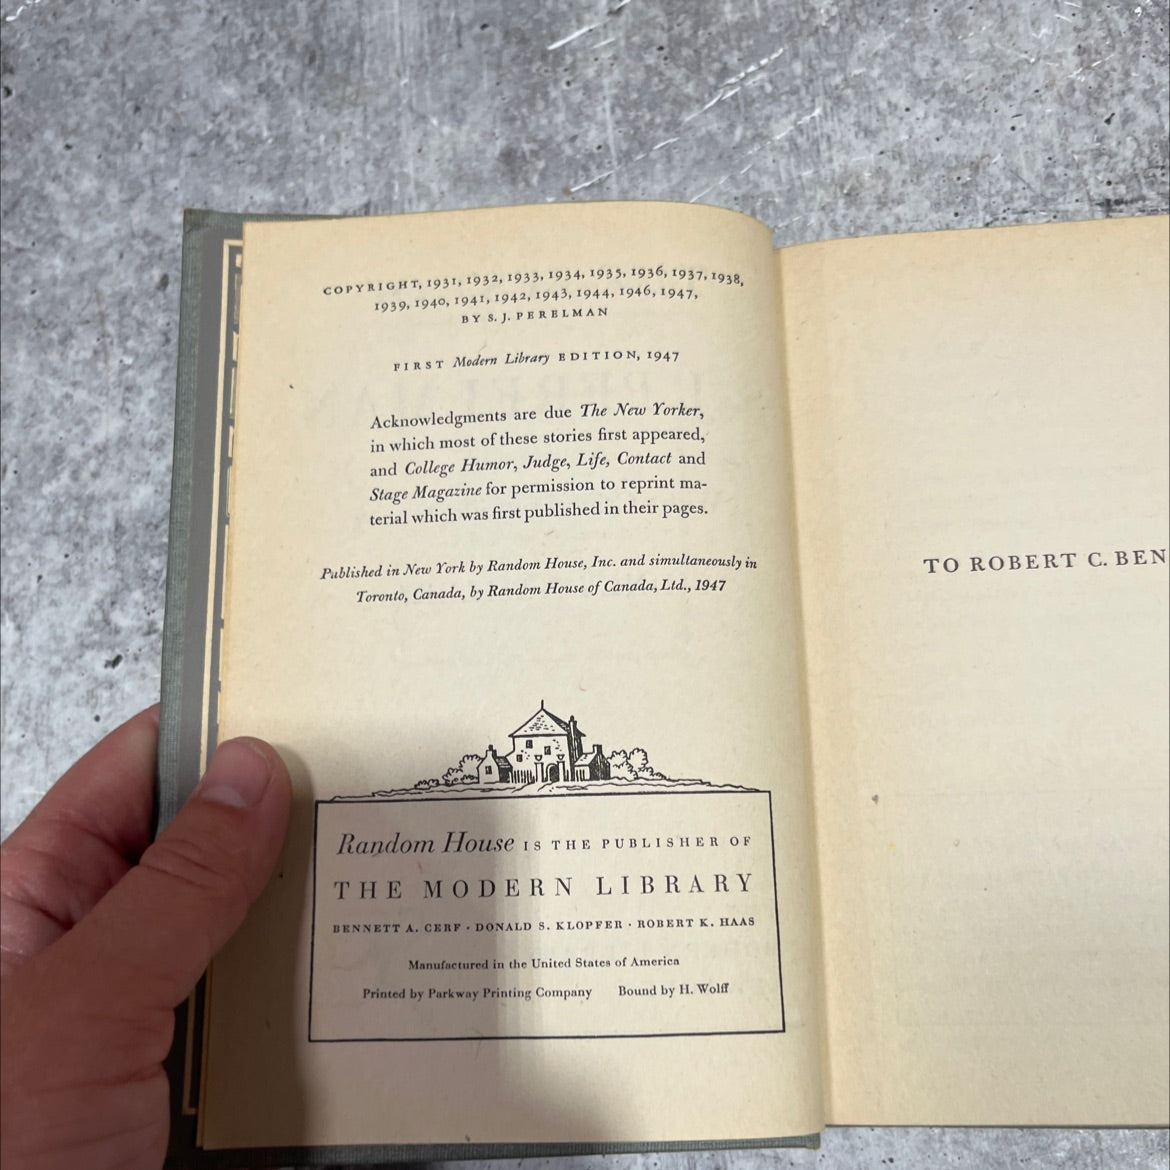 COPYRIGHT, 1931, 1932, 1933, 1934, 1935, 1936, 1937, 1938,
1939, 1940, 1941, 1942, 1943, 1944, 1946, 1947,
BY S. J. PERELMAN
FIRST Modern Library EDITION, 1947
Acknowledgments are due The New Yorker,
in which most of these stories first appeared,
and College Humor, Judge, Life, Contact and
Stage Magazine for permission to reprint ma-
terial which was first published in their pages.
Published in New York by Random House, Inc. and simultaneously in
Toronto, Canada, by Random House of Canada, Ltd., 1947
Random House IS THE PUBLISHER OF
THE MODERN LIBRARY
BENNETT A. CERF · DONALD S. KLOPFER · ROBERT K. HAAS
Manufactured in the United States of America
Printed by Parkway Printing Company Bound by H. Wolff
TO ROBERT C. BEN